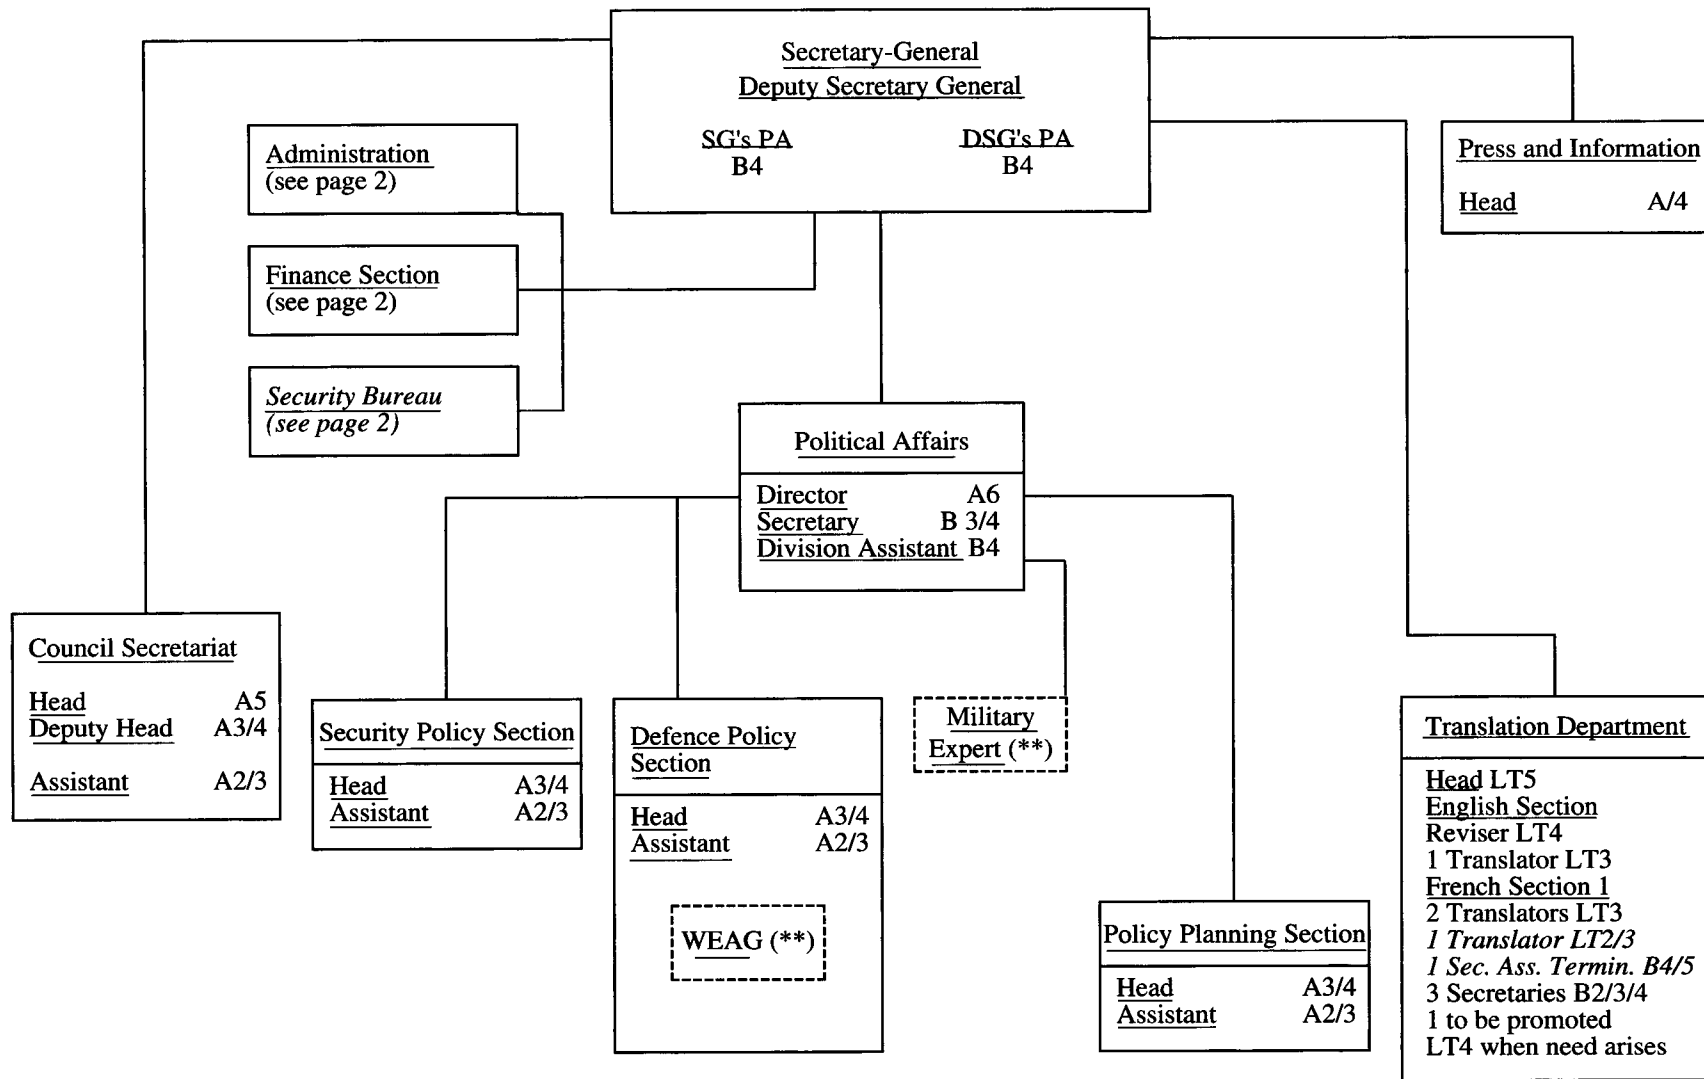 Secretary-General
Deputy Secretary General
SG's PA DSG's PA
B4 B4
Administration
(see page 2)
Finance Section
(see page 2)
Security Bureau
(see page 2)
Press and Information
Head A/4
Political Affairs
Director A6
Secretary B 3/4
Division Assistant B4
Council Secretariat
Head A5
Deputy Head A3/4
Assistant A2/3
Security Policy Section
Head A3/4
Assistant A2/3
Defence Policy
Section
Head A3/4
Assistant A2/3
WEAG (**)
Military
Expert (**)
Policy Planning Section
Head A3/4
Assistant A2/3
Translation Department
Head LT5
English Section
Reviser LT4
1 Translator LT3
French Section 1
2 Translators LT3
1 Translator LT2/3
1 Sec. Ass. Termin. B4/5
3 Secretaries B2/3/4
1 to be promoted
LT4 when need arises